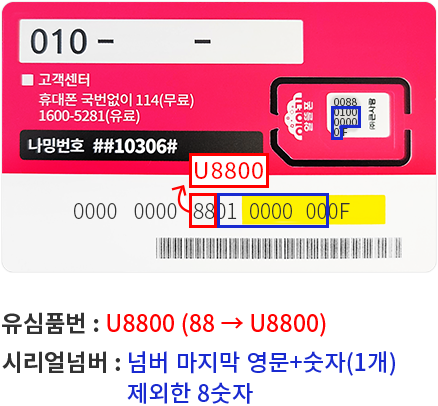 010 -      -
고객센터
휴대폰 국번없이 114(무료)
1600-5281(유료)
나밍번호 ##10306#
0088
0100
0000
0F
U8800
0000 0000 8801 0000 000F
유심품번 : U8800 (88 → U8800)
시리얼넘버 : 넘버 마지막 영문+숫자(1개)
제외한 8숫자